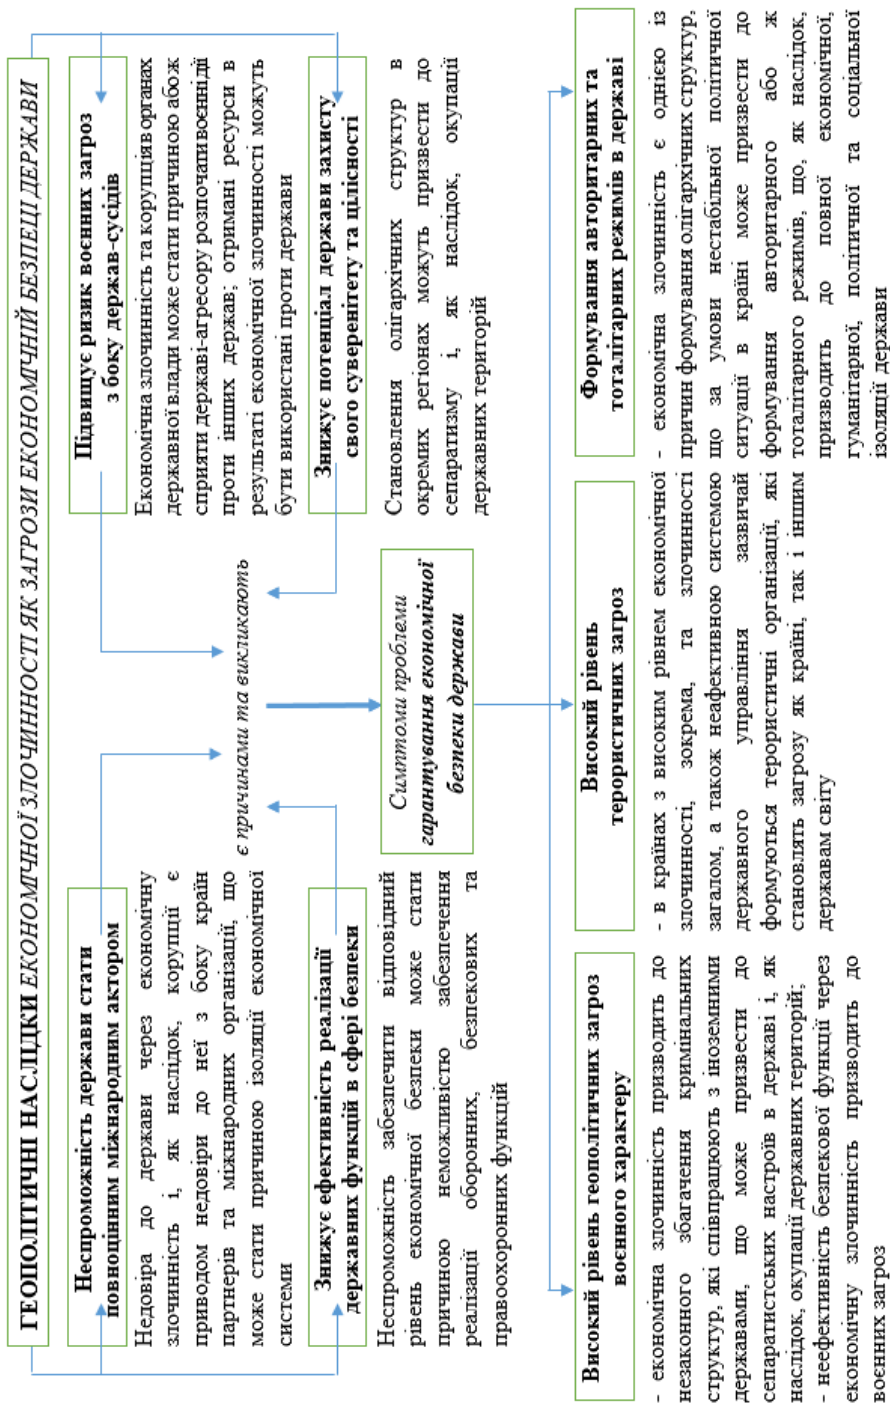 ГЕОПОЛІТИЧНІ НАСЛІДКИ ЕКОНОМІЧНОЇ ЗЛОЧИННОСТІ ЯК ЗАГРОЗИ ЕКОНОМІЧНІЙ БЕЗПЕЦІ ДЕРЖАВИ
Неспроможність держави стати
повноцінним міжнародним актором
Недовіра до держави через економічну
злочинність і, як наслідок, корупції є
приводом недовіри до неї з боку країн
партнерів та міжнародних організації, що
може стати причиною ізоляції економічної
системи
Підвищує ризик воєнних загроз
з боку держав-сусідів
Економічна злочинність та корупція в органах
державної влади може стати причиною або ж
сприяти державі-агресору розпочати воєнні дії
проти інших держав; отримані ресурси в
результаті економічної злочинності можуть
бути використані проти держави
є причинами та викликають
Знижує ефективність реалізації
державних функцій в сфері безпеки
Неспроможність забезпечити відповідний
рівень економічної безпеки може стати
причиною неможливістю забезпечення
реалізації оборонних, безпекових та
правоохоронних функцій
Знижує потенціал держави захисту
свого суверенітету та цілісності
Становлення олігархічних структур в
окремих регіонах можуть призвести до
сепаратизму і, як наслідок, окупації
державних територій
Симптоми проблеми
гарантування економічної
безпеки держави
Високий рівень геополітичних загроз
воєнного характеру
- економічна злочинність призводить до
незаконного збагачення кримінальних
структур, які співпрацюють з іноземними
державами, що може призвести до
сепаратистських настроїв в державі і, як
наслідок, окупації державних територій;
- неефективність безпекової функції через
економічну злочинність призводить до
воєнних загроз
Високий рівень
терористичних загроз
- в країнах з високим рівнем економічної
злочинності, зокрема, та злочинності
загалом, а також неафективною системою
державного управління зазвичай
формуються терористичні організації, які
становлять загрозу як країні, так і іншим
державам світу
Формування авторитарних та
тоталігарних режимів в державі
- економічна злочинність є однією із
причин формування олігархічних структур,
що за умови нестабільної політичної
ситуації в країні може призвести до
формування авторитарного або ж
тоталітарного режимів, що, як наслідок,
призводить до повної економічної,
гуманітарної, політичної та соціальної
ізоляції держави